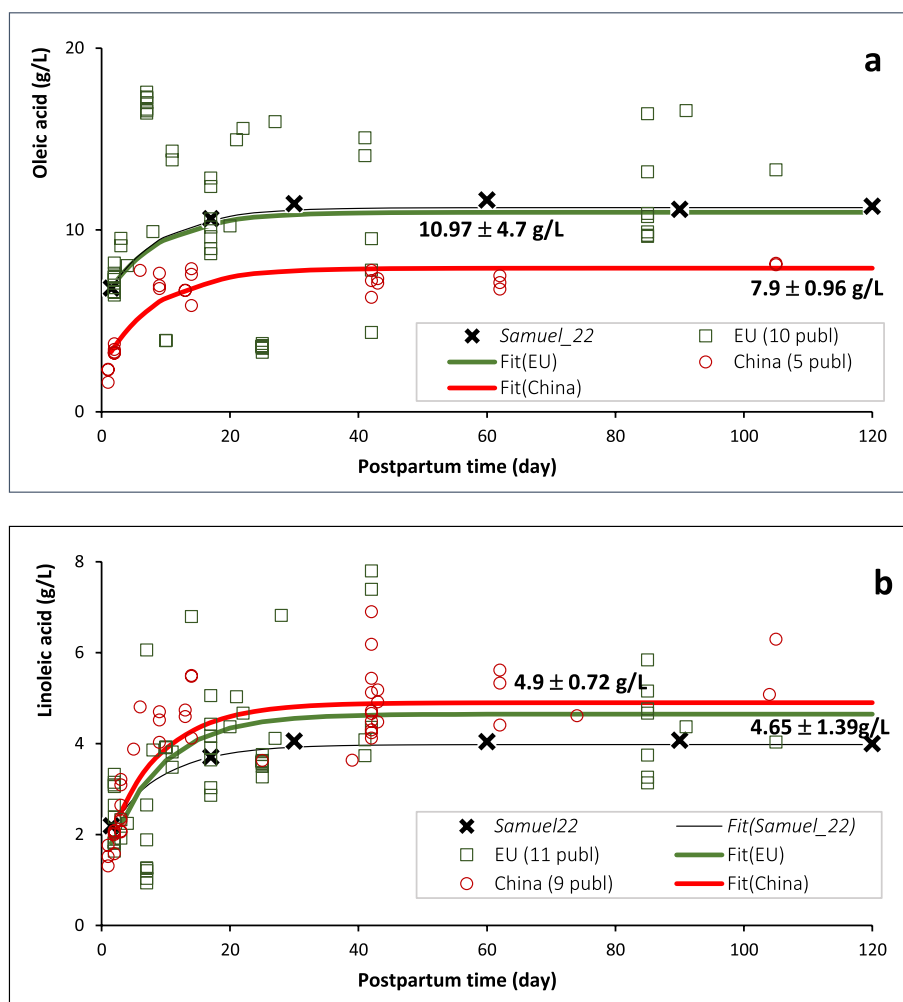 a
Oleic acid (g/L)
20
10
0
10.97 ± 4.7 g/L
7.9 ± 0.96 g/L
Samuel_22
EU (10 publ)
Fit(EU)
China (5 publ)
Fit(China)
0 20 40 60 80 100 120
Postpartum time (day)
b
Linoleic acid (g/L)
8
6
4
2
0
4.9 ± 0.72 g/L
4.65 ± 1.39g/L
Samuel22
Fit(Samuel_22)
EU (11 publ)
Fit(EU)
China (9 publ)
Fit(China)
0 20 40 60 80 100 120
Postpartum time (day)